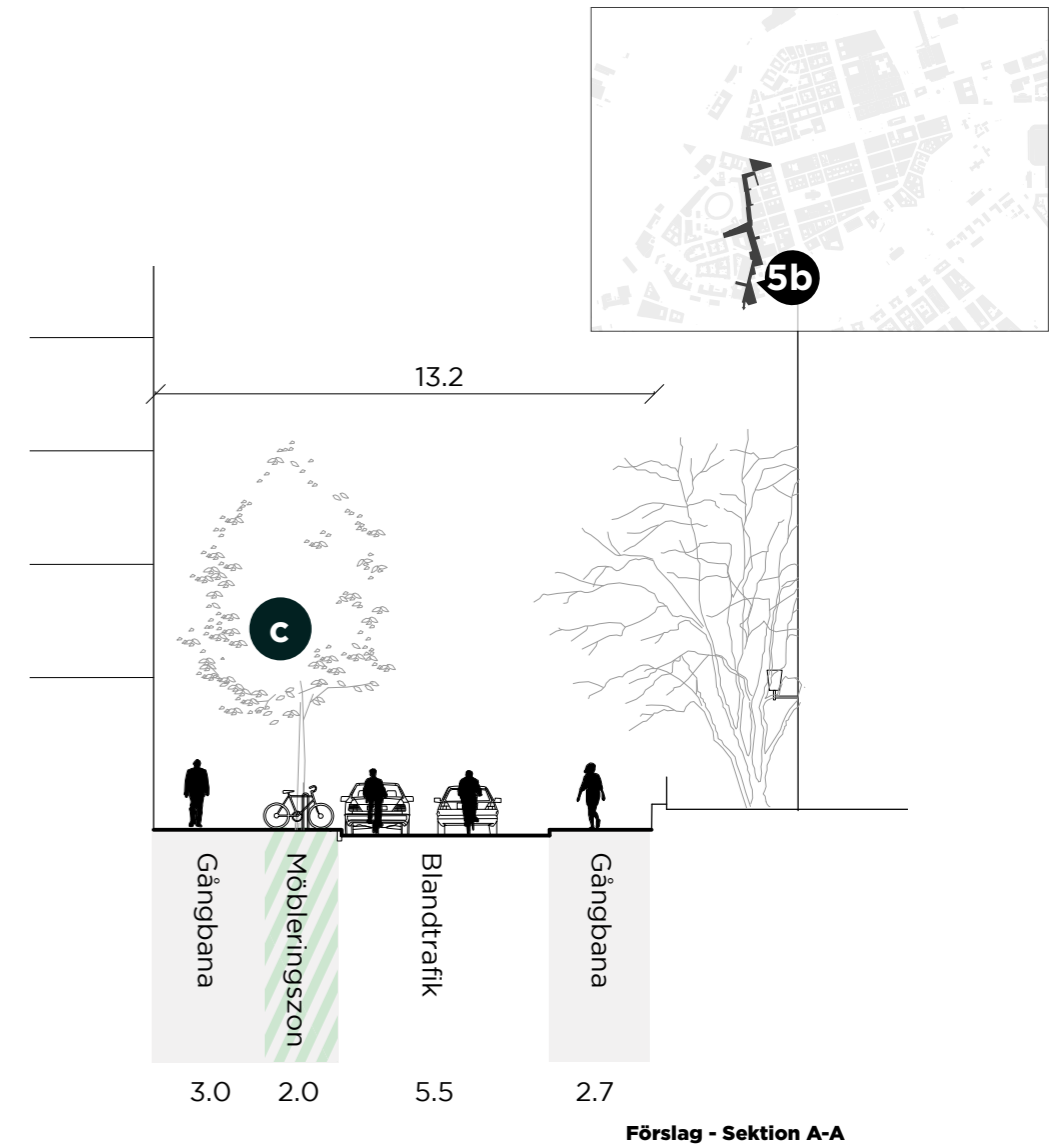 5b
13.2
c
Gångbana
Möbleringszon
Blandtrafik
Gångbana
3.0 2.0 5.5 2.7
Förslag - Sektion A-A